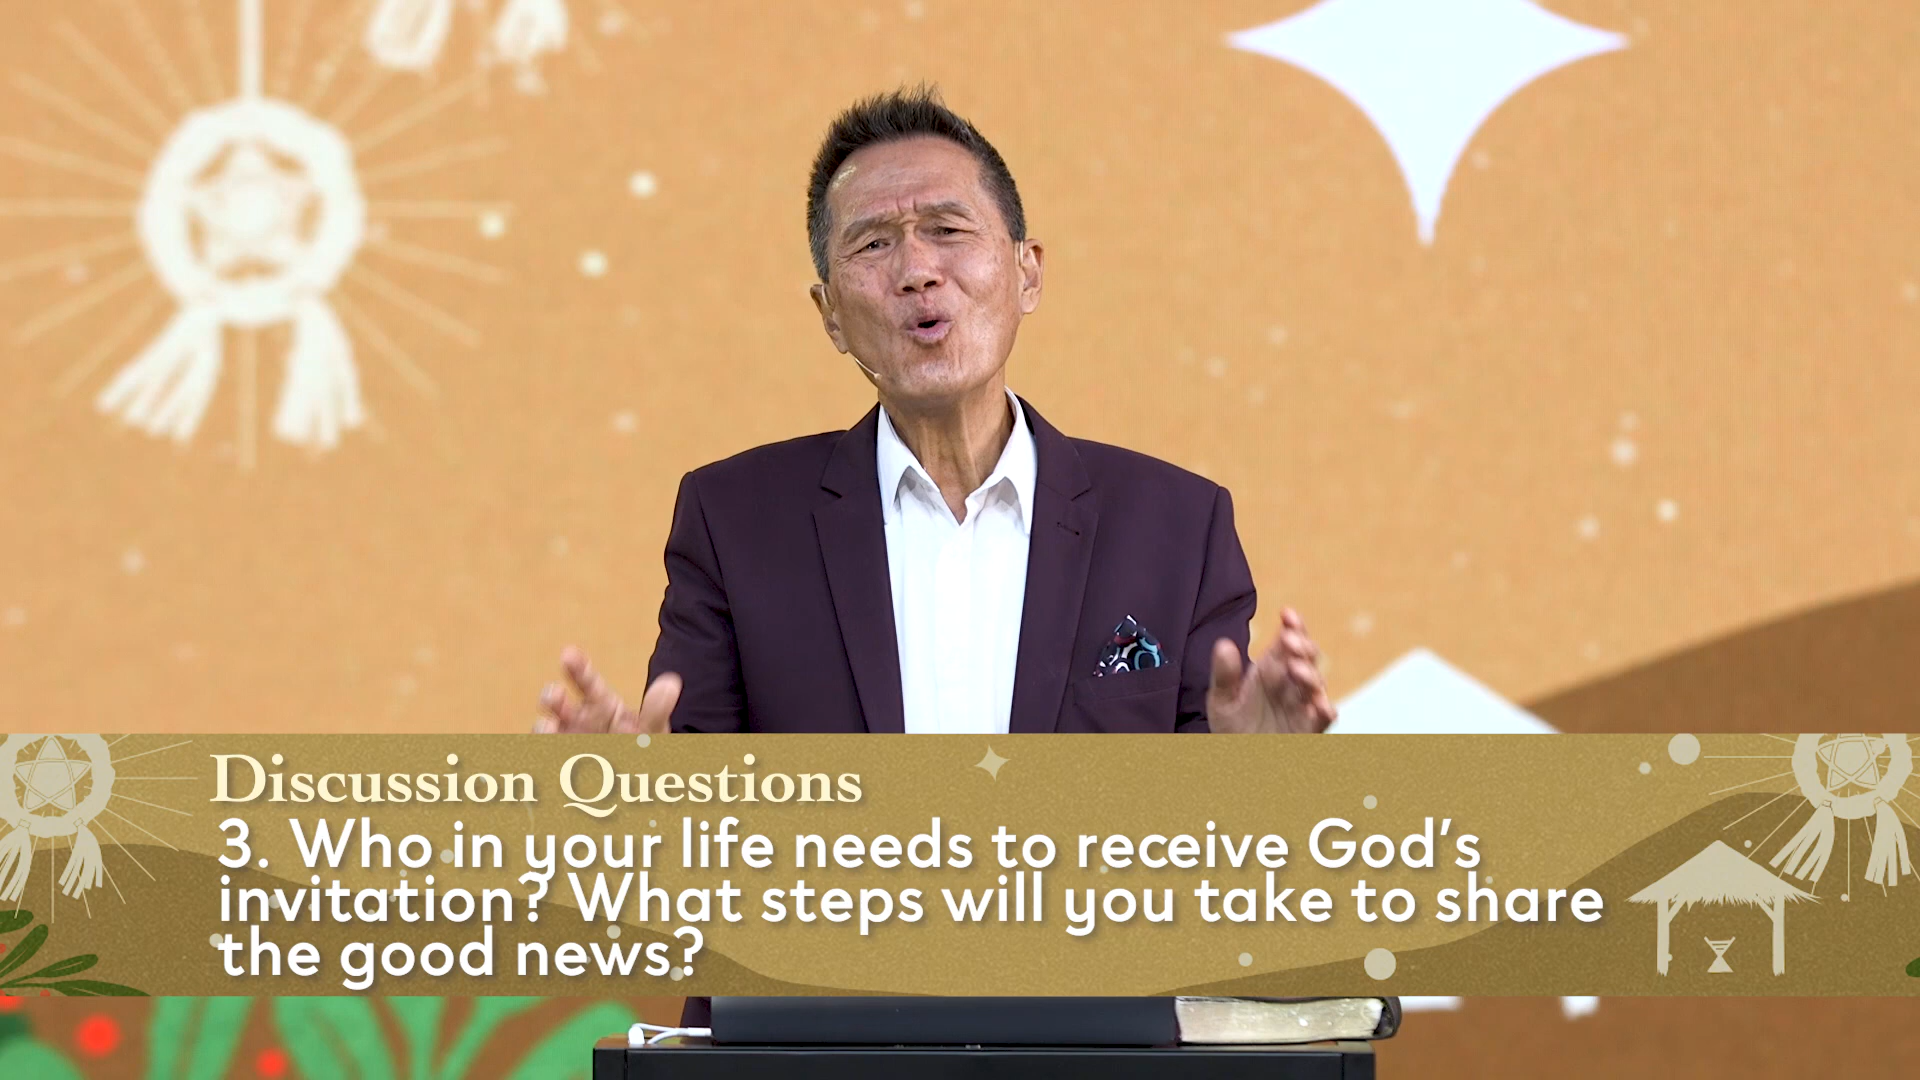 Discussion Questions
3. Who in your life needs to receive God's
invitation? What steps will you take to share
the good news?